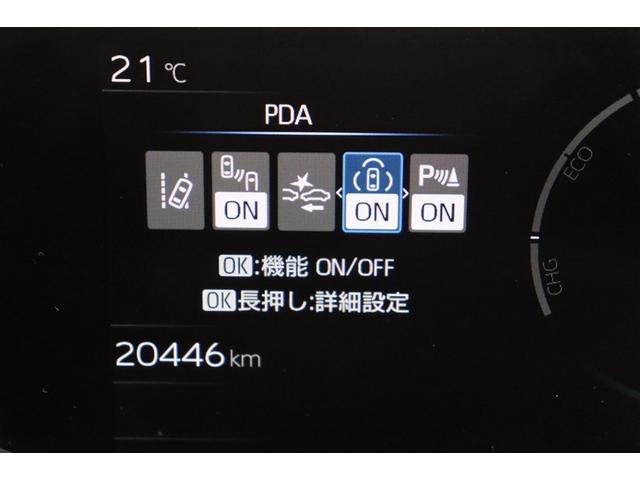 21℃
PDA
ON ON P ON
OK:機能 ON/OFF
OK長押し:詳細設定
20446 km
ECO
CHG